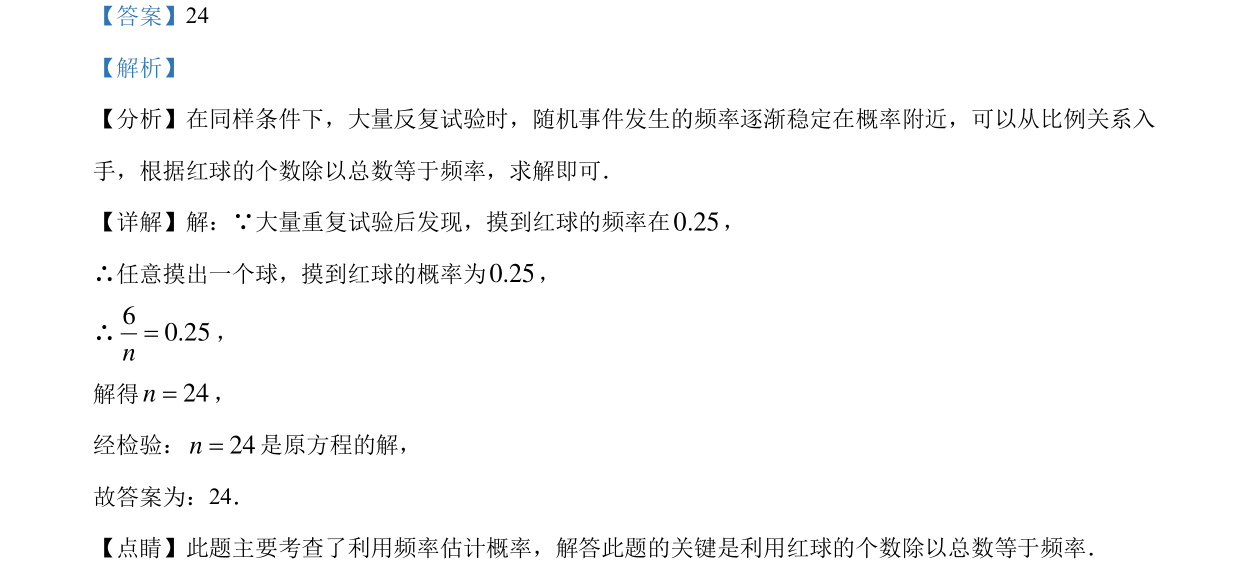 【答案】24
【解析】
【分析】在同样条件下，大量反复试验时，随机事件发生的频率逐渐稳定在概率附近，可以从比例关系入
手，根据红球的个数除以总数等于频率，求解即可．
【详解】解：∵大量重复试验后发现，摸到红球的频率在0.25，
∴任意摸出一个球，摸到红球的概率为0.25，
∴6/n=0.25，
解得n=24，
经检验：n=24是原方程的解，
故答案为：24．
【点睛】此题主要考查了利用频率估计概率，解答此题的关键是利用红球的个数除以总数等于频率．